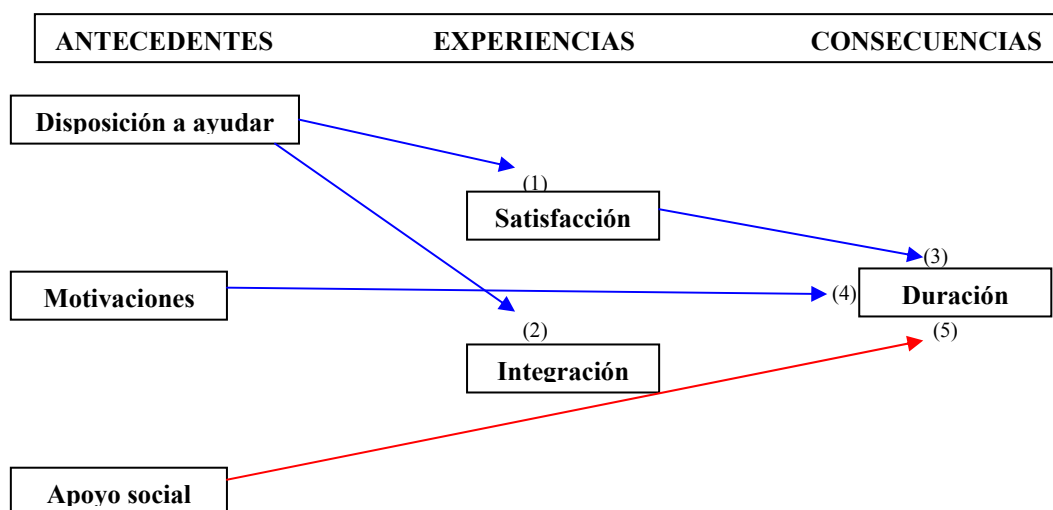 ANTECEDENTES EXPERIENCIAS CONSECUENCIAS
Disposición a ayudar
(1)
Satisfacción
(3)
Motivaciones
(4)
Duración
(2)
(5)
Integración
Apoyo social